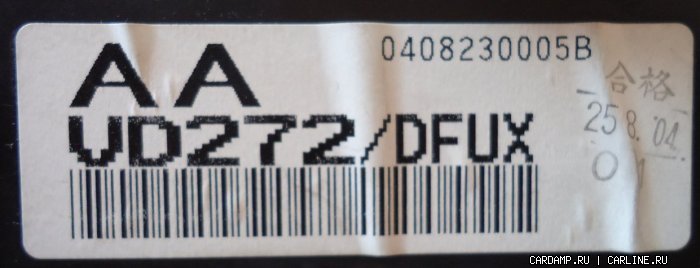 AA
0408230005B
VD272/DFUX
合格
25 8.04
CARDAMP.RU | CARLINE.RU